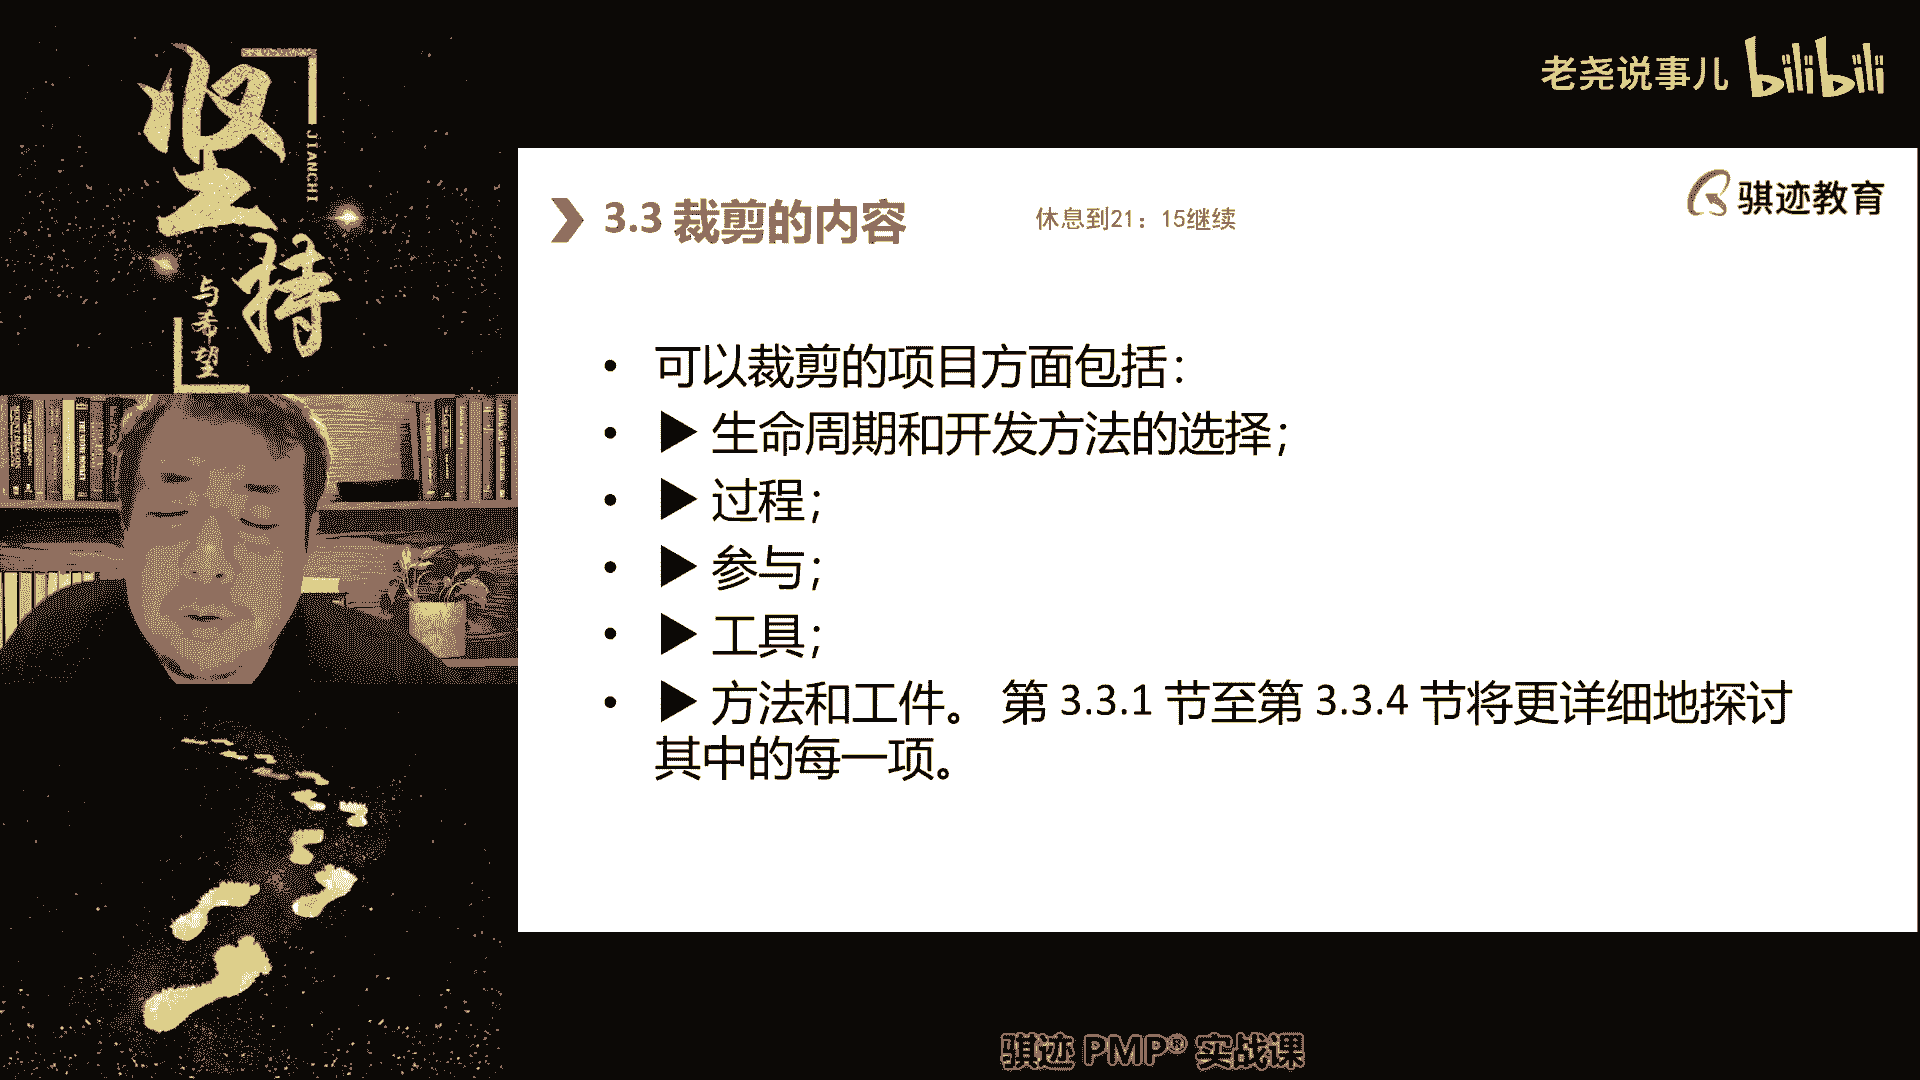 坚持
JIANCHI
与希望
老尧说事儿 bilibili
3.3 裁剪的内容
休息到21：15继续
骐迹教育
• 可以裁剪的项目方面包括：
• ▶ 生命周期和开发方法的选择；
• ▶ 过程；
• ▶ 参与；
• ▶ 工具；
• ▶ 方法和工件。 第 3.3.1 节至第 3.3.4 节将更详细地探讨
其中的每一项。
骐迹 PMP® 实战课